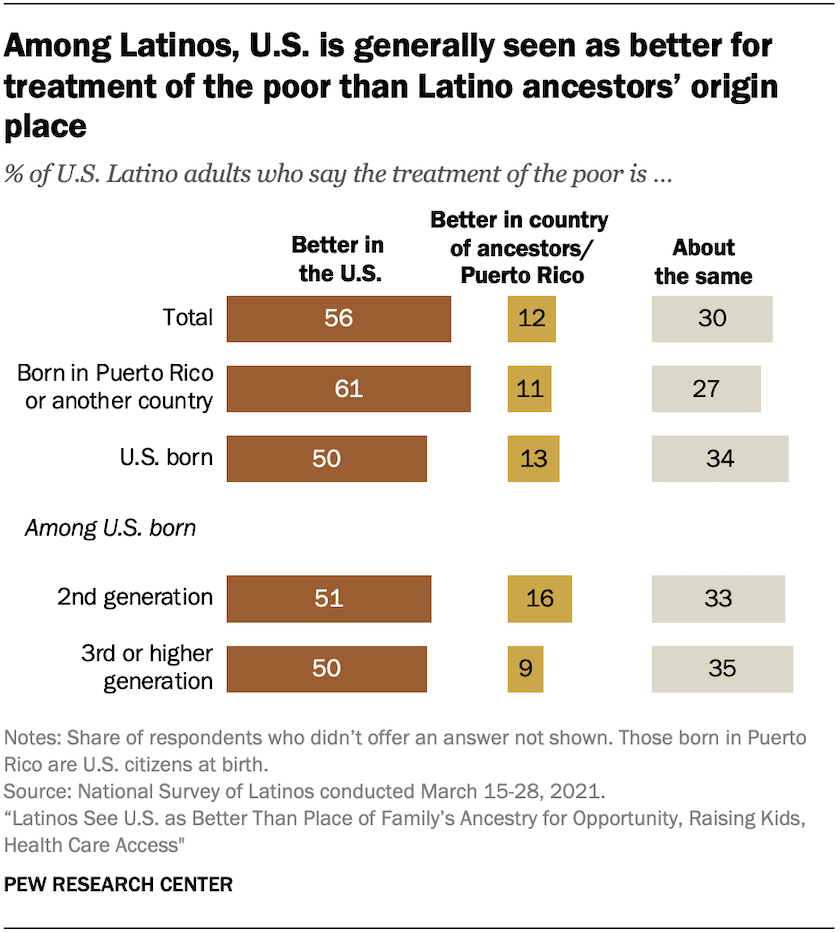 Among Latinos, U.S. is generally seen as better for
treatment of the poor than Latino ancestors’ origin
place
% of U.S. Latino adults who say the treatment of the poor is ...
Better in
the U.S.
Better in country
of ancestors/
Puerto Rico
About
the same
Total
56
12
30
Born in Puerto Rico
or another country
61
11
27
U.S. born
50
13
34
Among U.S. born
2nd generation
51
16
33
3rd or higher
generation
50
9
35
Notes: Share of respondents who didn’t offer an answer not shown. Those born in Puerto
Rico are U.S. citizens at birth.
Source: National Survey of Latinos conducted March 15-28, 2021.
“Latinos See U.S. as Better Than Place of Family’s Ancestry for Opportunity, Raising Kids,
Health Care Access"
PEW RESEARCH CENTER